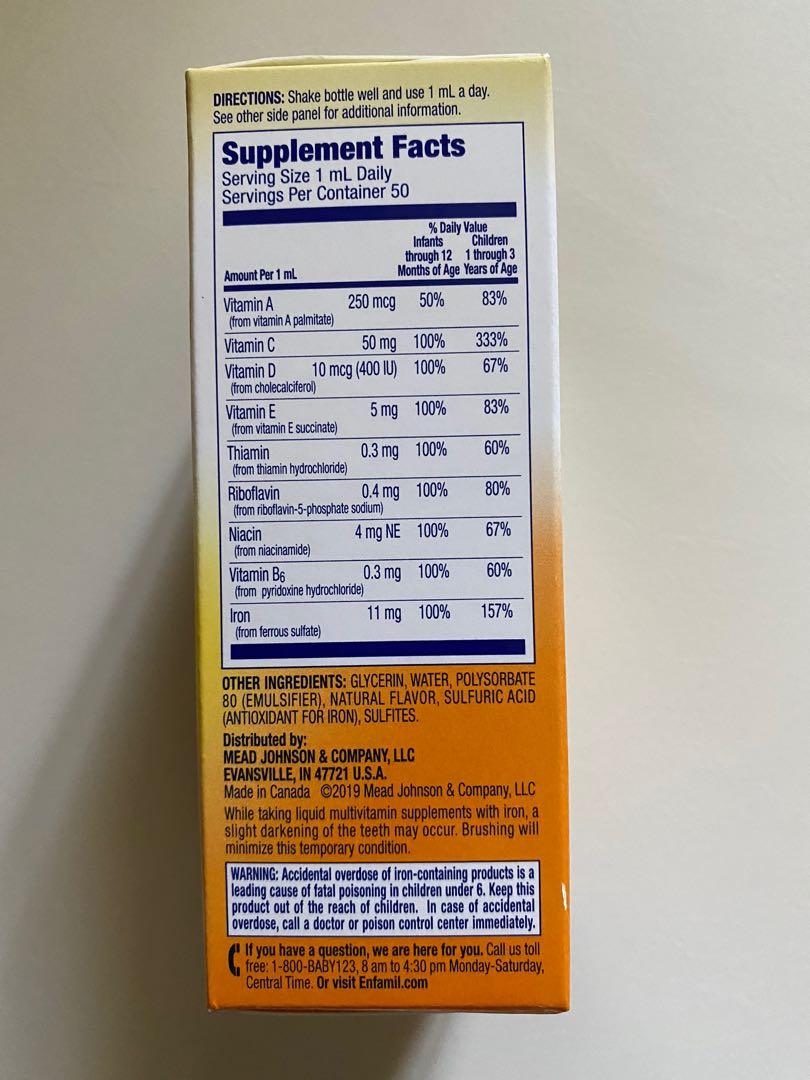 DIRECTIONS: Shake bottle well and use 1 mL a day.
See other side panel for additional information.
Supplement Facts
Serving Size 1 mL Daily
Servings Per Container 50
% Daily Value
Infants Children
through 12 1 through 3
Amount Per 1 mL Months of Age Years of Age
Vitamin A 250 mcg 50% 83%
(from vitamin A palmitate)
Vitamin C 50 mg 100% 333%
Vitamin D 10 mcg (400 IU) 100% 67%
(from cholecalciferol)
Vitamin E 5 mg 100% 83%
(from vitamin E succinate)
Thiamin 0.3 mg 100% 60%
(from thiamin hydrochloride)
Riboflavin 0.4 mg 100% 80%
(from riboflavin-5-phosphate sodium)
Niacin 4 mg NE 100% 67%
(from niacinamide)
Vitamin B6 0.3 mg 100% 60%
(from pyridoxine hydrochloride)
Iron 11 mg 100% 157%
(from ferrous sulfate)
OTHER INGREDIENTS: GLYCERIN, WATER, POLYSORBATE
80 (EMULSIFIER), NATURAL FLAVOR, SULFURIC ACID
(ANTIOXIDANT FOR IRON), SULFITES.
Distributed by:
MEAD JOHNSON & COMPANY, LLC
EVANSVILLE, IN 47721 U.S.A.
Made in Canada ©2019 Mead Johnson & Company, LLC
While taking liquid multivitamin supplements with iron, a
slight darkening of the teeth may occur. Brushing will
minimize this temporary condition.
WARNING: Accidental overdose of iron-containing products is a
leading cause of fatal poisoning in children under 6. Keep this
product out of the reach of children. In case of accidental
overdose, call a doctor or poison control center immediately.
If you have a question, we are here for you. Call us toll
free: 1-800-BABY123, 8 am to 4:30 pm Monday-Saturday,
Central Time. Or visit Enfamil.com